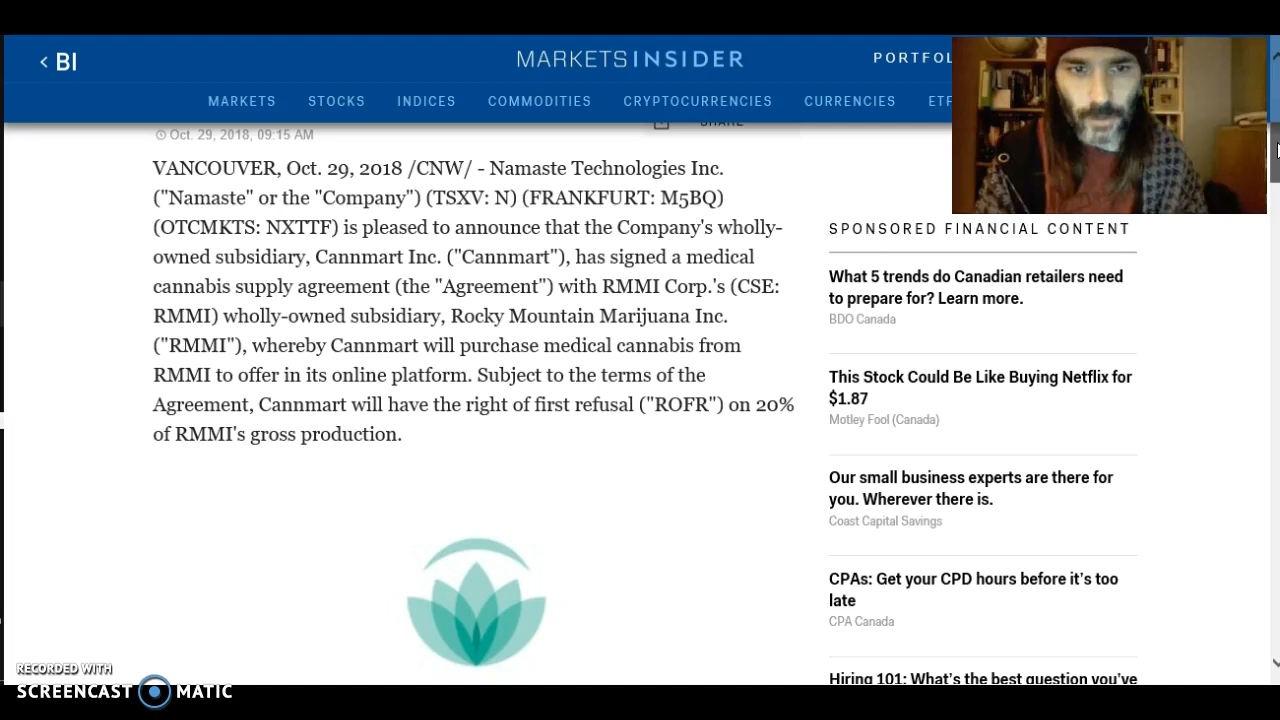 < BI
MARKETS INSIDER
PORTFOL
MARKETS STOCKS INDICES COMMODITIES CRYPTOCURRENCIES CURRENCIES ETF
SHARE
Oct. 29, 2018, 09:15 AM
VANCOUVER, Oct. 29, 2018 /CNW/ - Namaste Technologies Inc.
("Namaste" or the "Company") (TSXV: N) (FRANKFURT: M5BQ)
(OTCMKTS: NXTTF) is pleased to announce that the Company's wholly-
owned subsidiary, Cannmart Inc. ("Cannmart"), has signed a medical
cannabis supply agreement (the "Agreement") with RMMI Corp.'s (CSE:
RMMI) wholly-owned subsidiary, Rocky Mountain Marijuana Inc.
("RMMI"), whereby Cannmart will purchase medical cannabis from
RMMI to offer in its online platform. Subject to the terms of the
Agreement, Cannmart will have the right of first refusal ("ROFR") on 20%
of RMMI's gross production.
SPONSORED FINANCIAL CONTENT
What 5 trends do Canadian retailers need
to prepare for? Learn more.
BDO Canada
This Stock Could Be Like Buying Netflix for
$1.87
Motley Fool (Canada)
Our small business experts are there for
you. Wherever there is.
Coast Capital Savings
CPAs: Get your CPD hours before it's too
late
CPA Canada
Hiring 101: What's the best question you've
RECORDED WITH
SCREENCAST MATIC